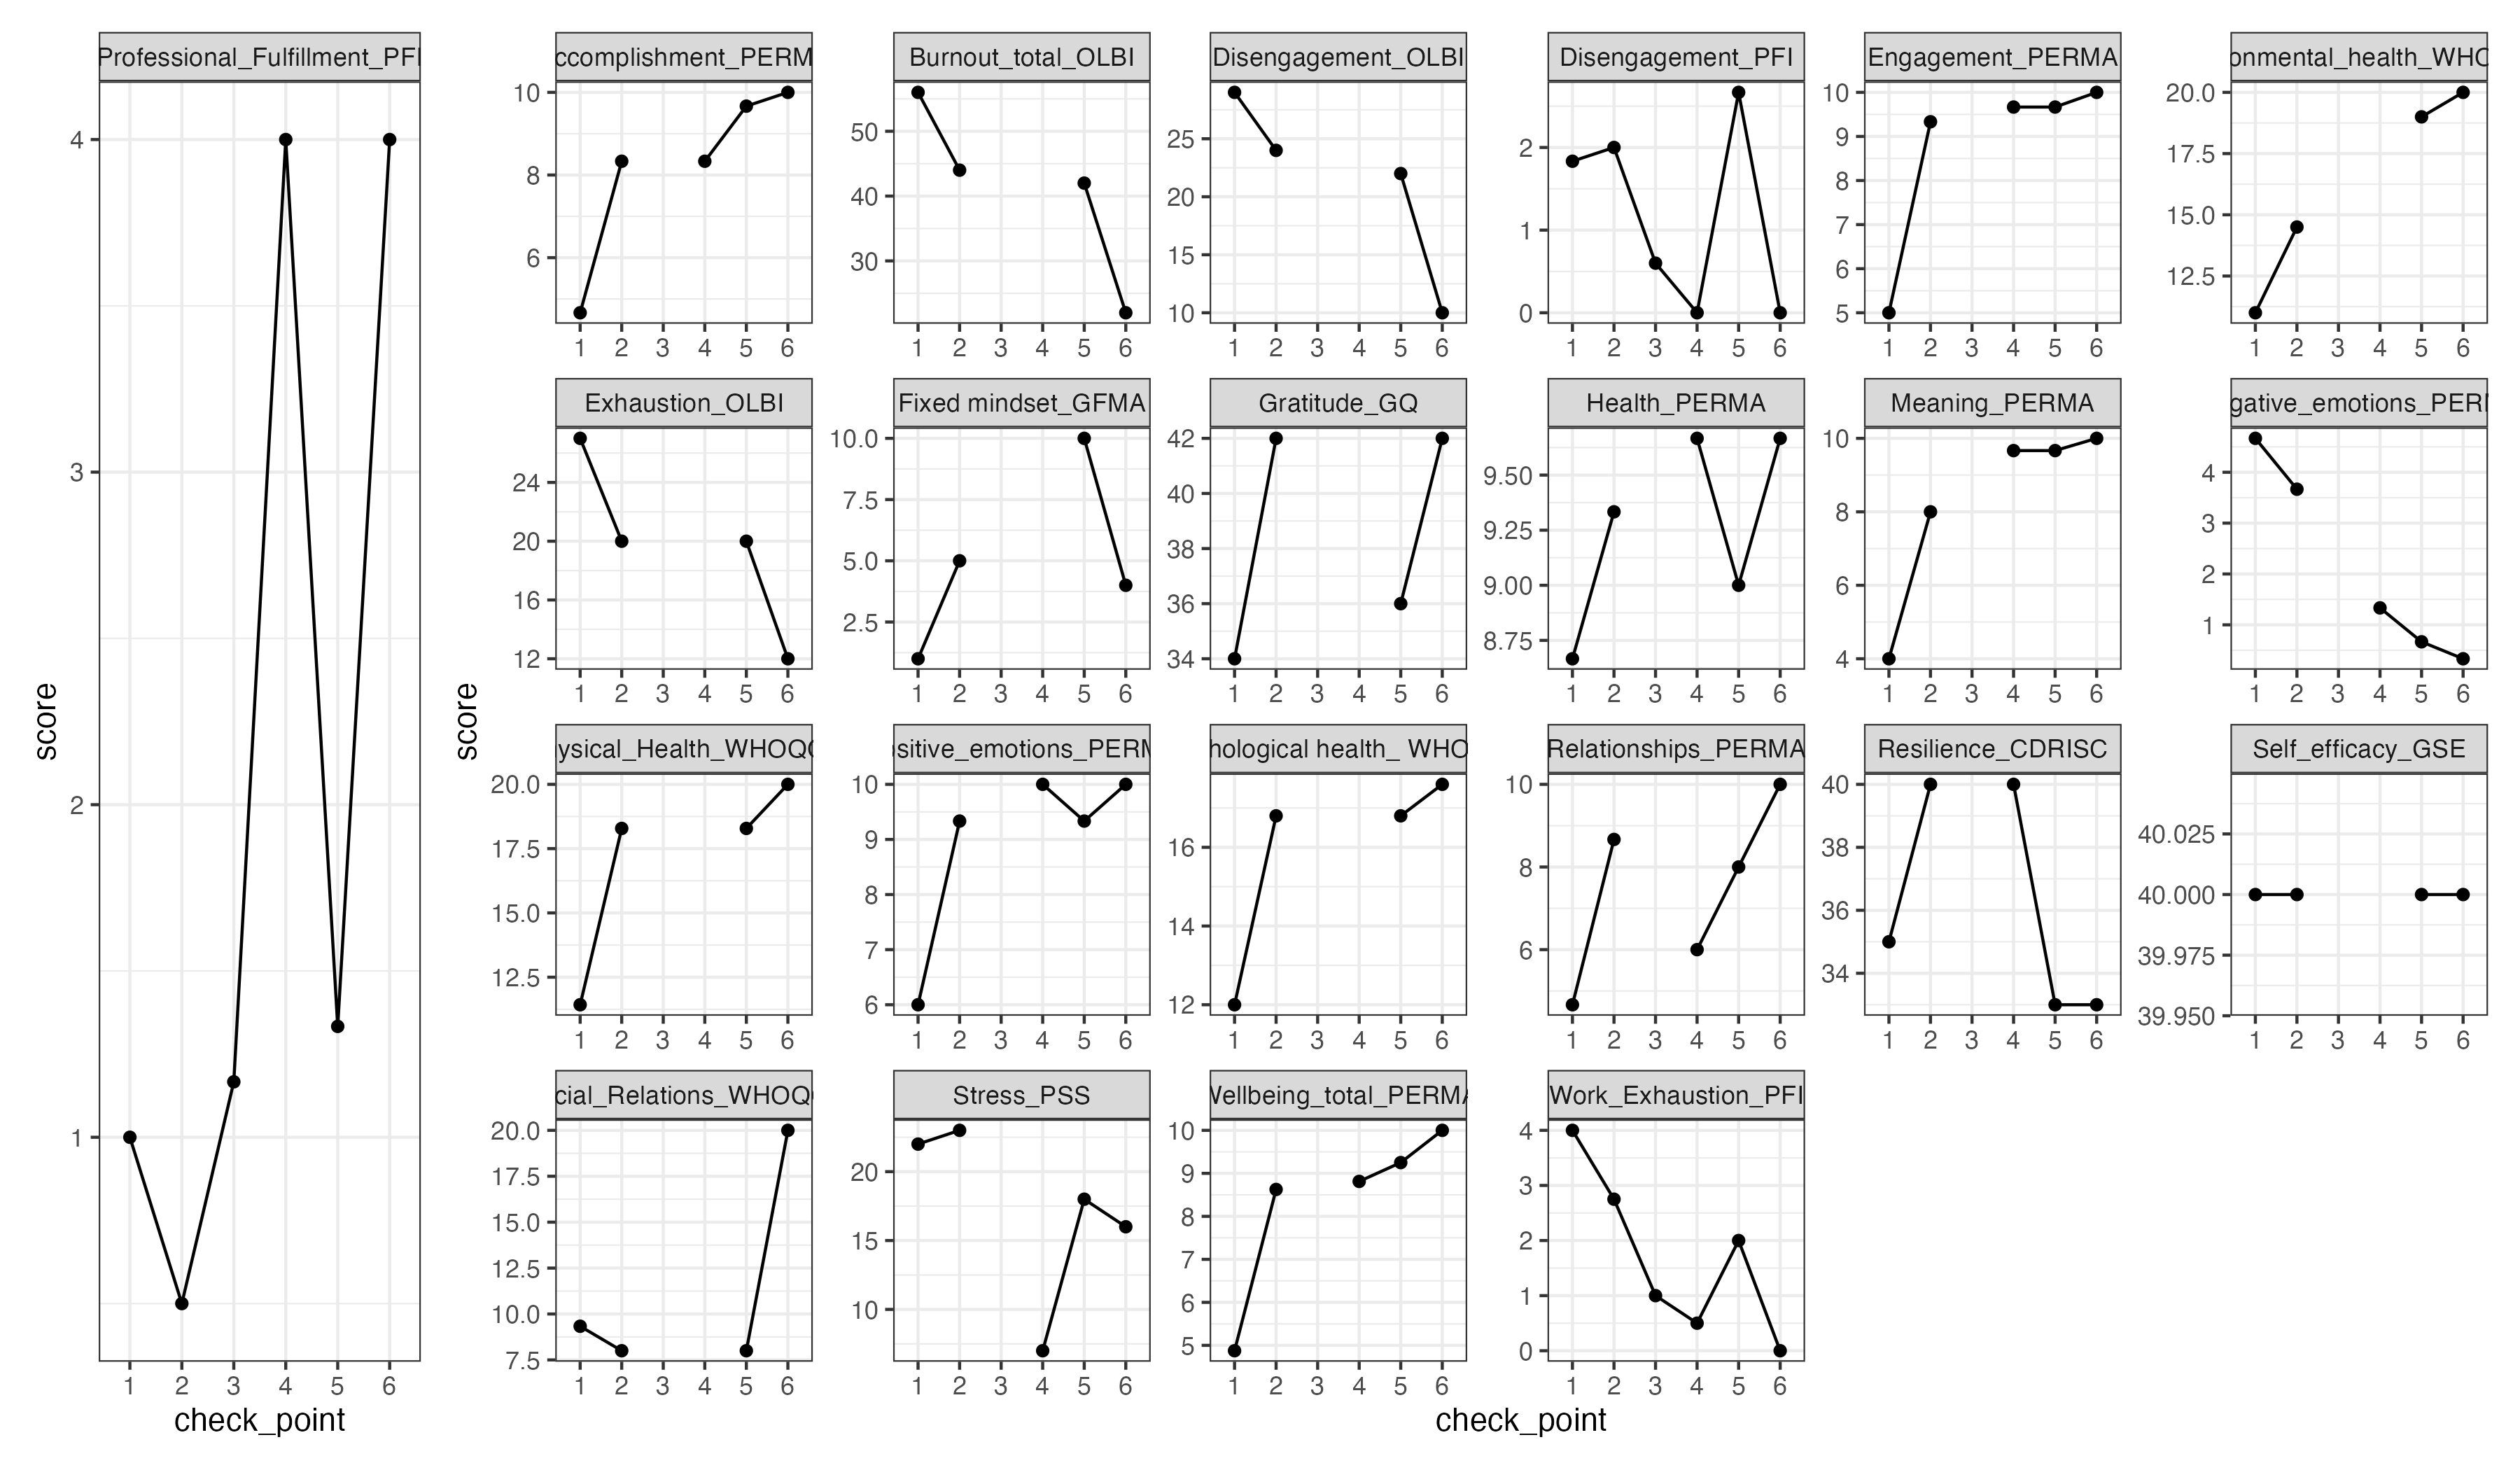 Professional_Fulfillment_PFI
score
4
3
2
1
1 2 3 4 5 6
check_point
score
ccomplishment_PERM
10
8
6
1 2 3 4 5 6
Burnout_total_OLBI
50
40
30
1 2 3 4 5 6
Disengagement_OLBI
25
20
15
10
1 2 3 4 5 6
Disengagement_PFI
2
1
0
1 2 3 4 5 6
Engagement_PERMA
10
9
8
7
6
5
1 2 3 4 5 6
onmental_health_WHO
20.0
17.5
15.0
12.5
1 2 3 4 5 6
Exhaustion_OLBI
24
20
16
12
1 2 3 4 5 6
Fixed mindset_GFMA
10.0
7.5
5.0
2.5
1 2 3 4 5 6
Gratitude_GQ
42
40
38
36
34
1 2 3 4 5 6
Health_PERMA
9.50
9.25
9.00
8.75
1 2 3 4 5 6
Meaning_PERMA
10
8
6
4
1 2 3 4 5 6
gative_emotions_PERM
4
3
2
1
1 2 3 4 5 6
ysical_Health_WHOQO
20.0
17.5
15.0
12.5
1 2 3 4 5 6
sitive_emotions_PERM
10
9
8
7
6
1 2 3 4 5 6
hological health_ WHO
16
14
12
1 2 3 4 5 6
Relationships_PERMA
10
8
6
1 2 3 4 5 6
Resilience_CDRISC
40
38
36
34
1 2 3 4 5 6
Self_efficacy_GSE
40.025
40.000
39.975
39.950
1 2 3 4 5 6
cial_Relations_WHOQO
20.0
17.5
15.0
12.5
10.0
7.5
1 2 3 4 5 6
Stress_PSS
20
15
10
1 2 3 4 5 6
Wellbeing_total_PERMA
10
9
8
7
6
5
1 2 3 4 5 6
Work_Exhaustion_PFI
4
3
2
1
0
1 2 3 4 5 6
check_point